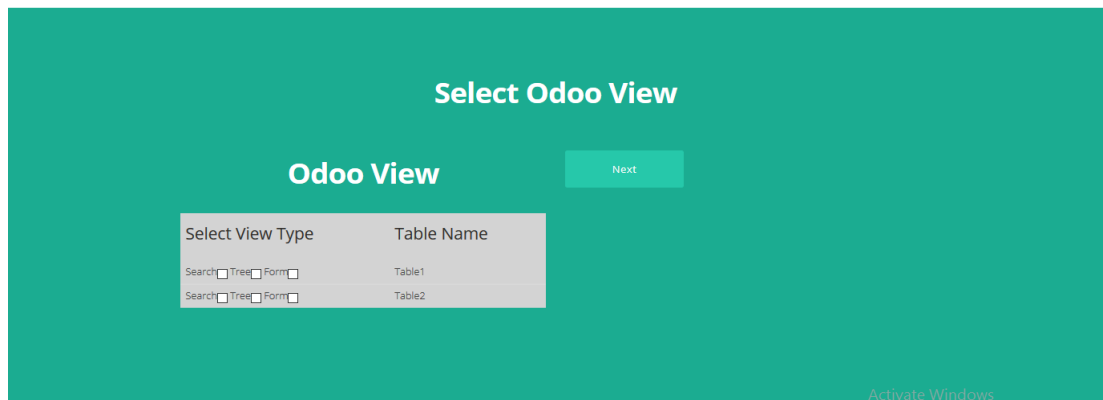 Select Odoo View
Odoo View
Next
Select View Type Table Name
Search Tree Form Table1
Search Tree Form Table2
Activate Windows